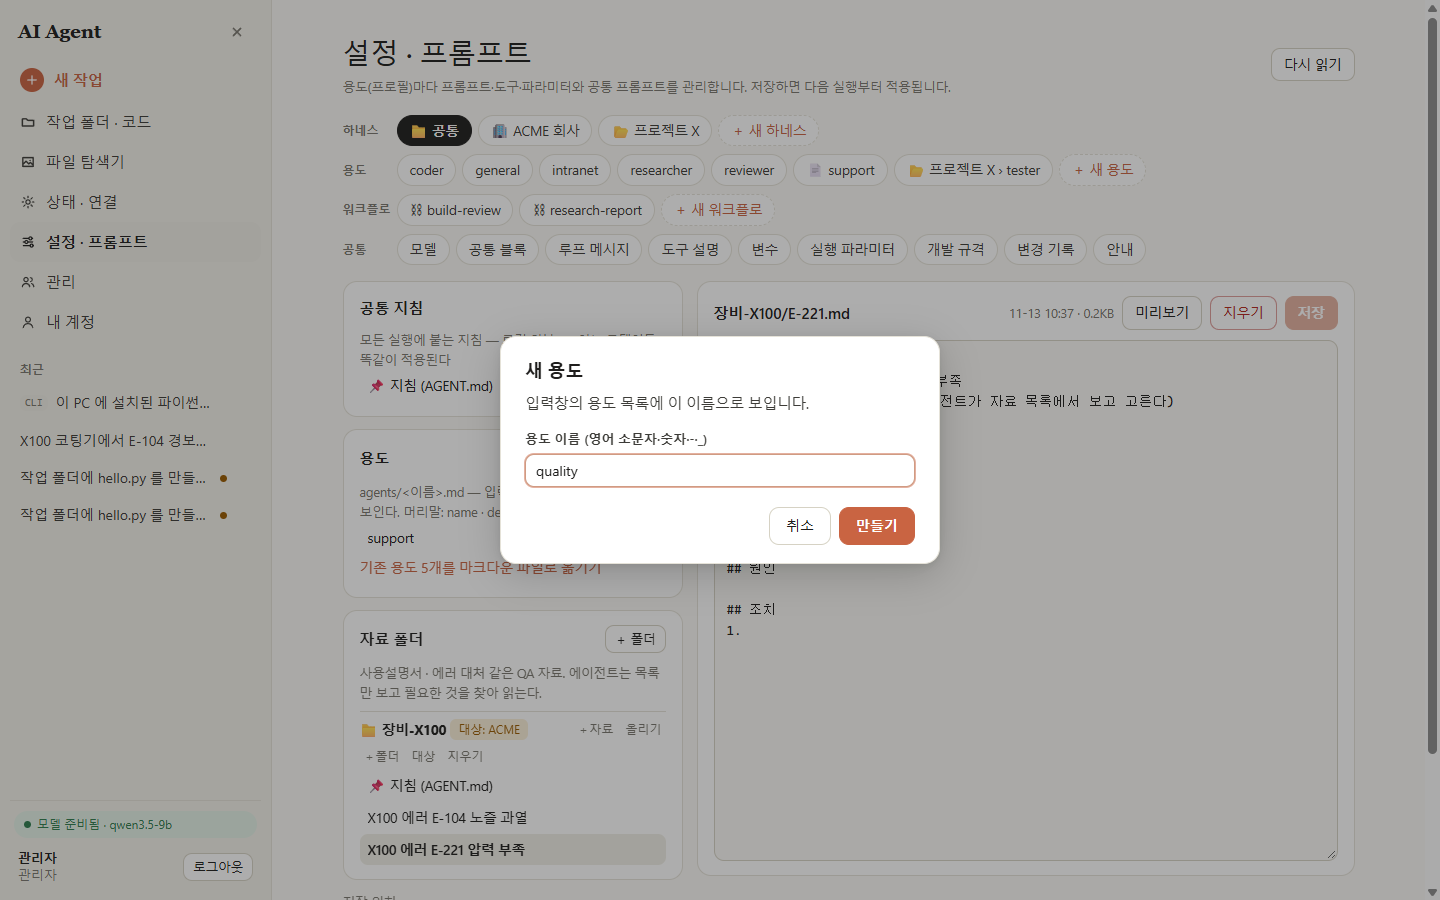 AI Agent
새 작업
작업 폴더 · 코드
파일 탐색기
상태 · 연결
설정 · 프롬프트
관리
내 계정
최근
CLI 이 PC 에 설치된 파이썬...
X100 코팅기에서 E-104 경보...
작업 폴더에 hello.py 를 만들...
작업 폴더에 hello.py 를 만들...
모델 준비됨 · qwen3.5-9b
관리자
관리자
로그아웃
설정 · 프롬프트
용도(프로필)마다 프롬프트·도구·파라미터와 공통 프롬프트를 관리합니다. 저장하면 다음 실행부터 적용됩니다.
다시 읽기
하네스 공통 ACME 회사 프로젝트 X + 새 하네스
용도 coder general intranet researcher reviewer support 프로젝트 X › tester + 새 용도
워크플로 build-review research-report + 새 워크플로
공통 모델 공통 블록 루프 메시지 도구 설명 변수 실행 파라미터 개발 규격 변경 기록 안내
공통 지침
모든 실행에 붙는 지침 —
똑같이 적용된다
지침 (AGENT.md)
용도
agents/<이름>.md — 입
보인다. 머리말: name · de
support
기존 용도 5개를 마크다운 파일로 옮기기
자료 폴더
+ 폴더
사용설명서 · 에러 대처 같은 QA 자료. 에이전트는 목록
만 보고 필요한 것을 찾아 읽는다.
장비-X100 대상: ACME + 자료 올리기
+ 폴더 대상 지우기
지침 (AGENT.md)
X100 에러 E-104 노즐 과열
X100 에러 E-221 압력 부족
장비-X100/E-221.md
11-13 10:37 · 0.2KB
미리보기
지우기
저장
부족
전트가 자료 목록에서 보고 고른다)
## 원인
## 조치
1.
새 용도
입력창의 용도 목록에 이 이름으로 보입니다.
용도 이름 (영어 소문자·숫자·-·_)
quality
취소
만들기